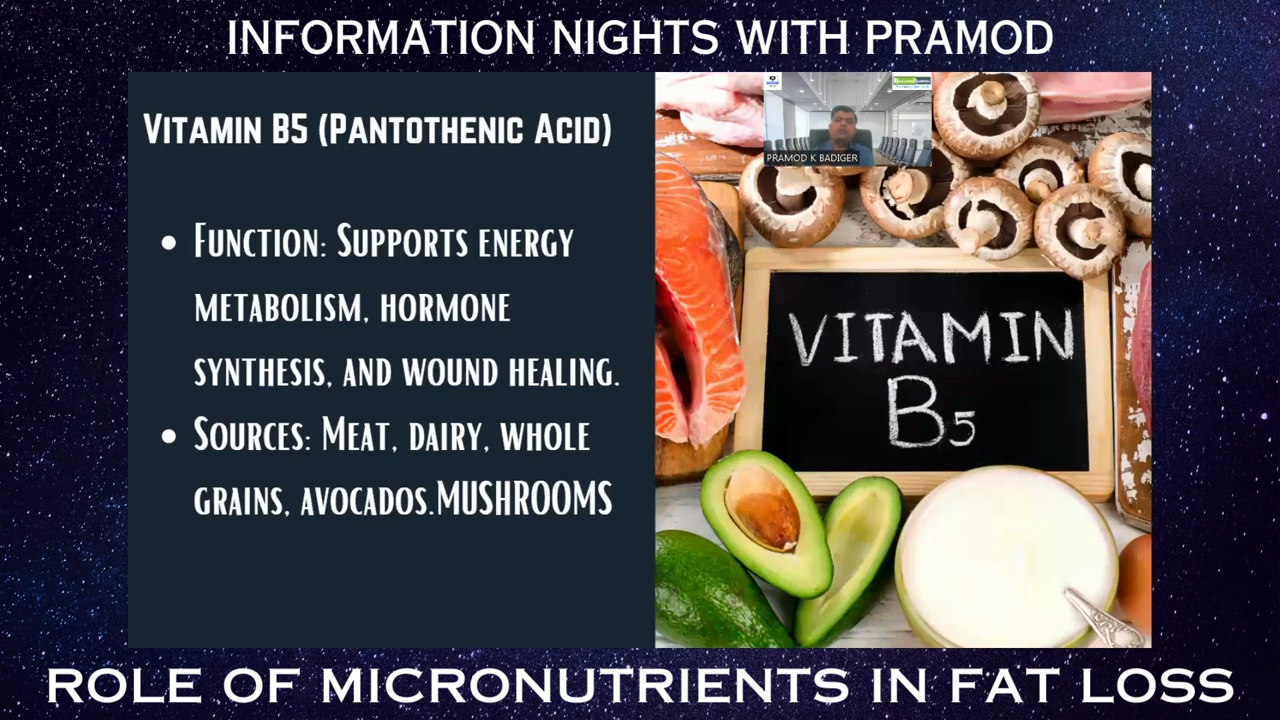 INFORMATION NIGHTS WITH PRAMOD
VITAMIN B5 (PANTOTHENIC ACID)
• FUNCTION: SUPPORTS ENERGY
METABOLISM, HORMONE
SYNTHESIS, AND WOUND HEALING.
• SOURCES: MEAT, DAIRY, WHOLE
GRAINS, AVOCADOS.MUSHROOMS
PRAMOD K BADIGER
VITAMIN
B5
ROLE OF MICRONUTRIENTS IN FAT LOSS